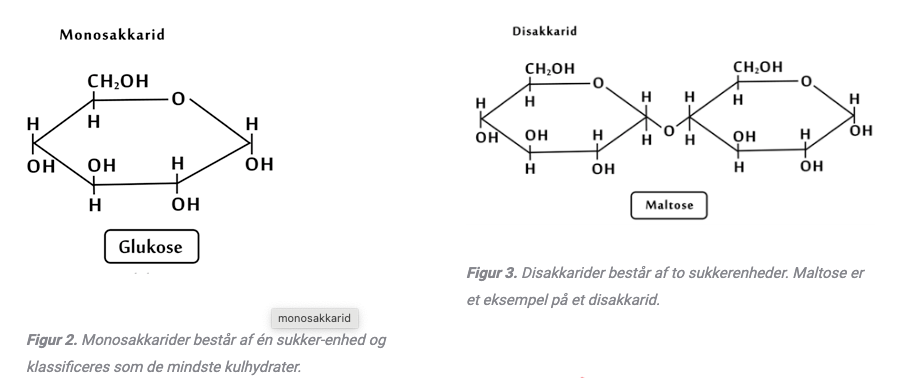 Monosakkarid
CH₂OH
O
H
H
H
OH
OH
H
OH
H
OH
Glukose
monosakkarid
Figur 2. Monosakkarider består af én sukker-enhed og
klassificeres som de mindste kulhydrater.
Disakkarid
CH₂OH
O
CH₂OH
O
H
H
H
H
H
H
OH
OH
H
H
O
H
OH
H
OH
H
OH
H
OH
Maltose
Figur 3. Disakkarider består af to sukkerenheder. Maltose er
et eksempel på et disakkarid.